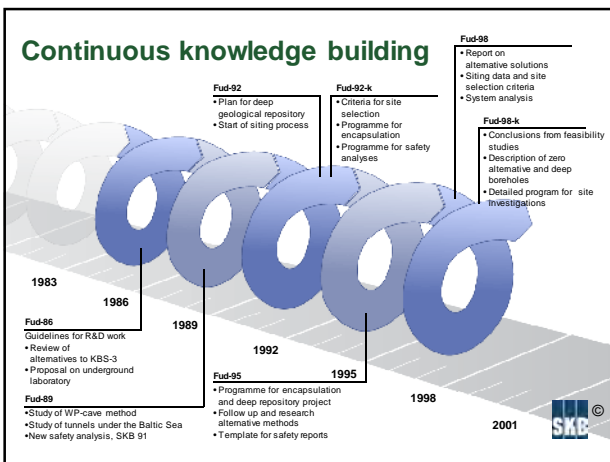 Continuous knowledge building
Fud-98
• Report on
alternative solutions
• Siting data and site
selection criteria
• System analysis
Fud-92
• Plan for deep
geological repository
• Start of siting process
Fud-92-k
• Criteria for site
selection
• Programme for
encapsulation
• Programme for safety
analyses
Fud-98-k
• Conclusions from feasibility
studies
• Description of zero
alternative and deep
boreholes
• Detailed program for site
Investigations
1983
1986
1989
1992
1995
1998
2001
Fud-86
Guidelines for R&D work
• Review of
alternatives to KBS-3
• Proposal on underground
laboratory
Fud-89
• Study of WP-cave method
• Study of tunnels under the Baltic Sea
• New safety analysis, SKB 91
Fud-95
• Programme for encapsulation
and deep repository project
• Follow up and research
alternative methods
• Template for safety reports
SKB ©